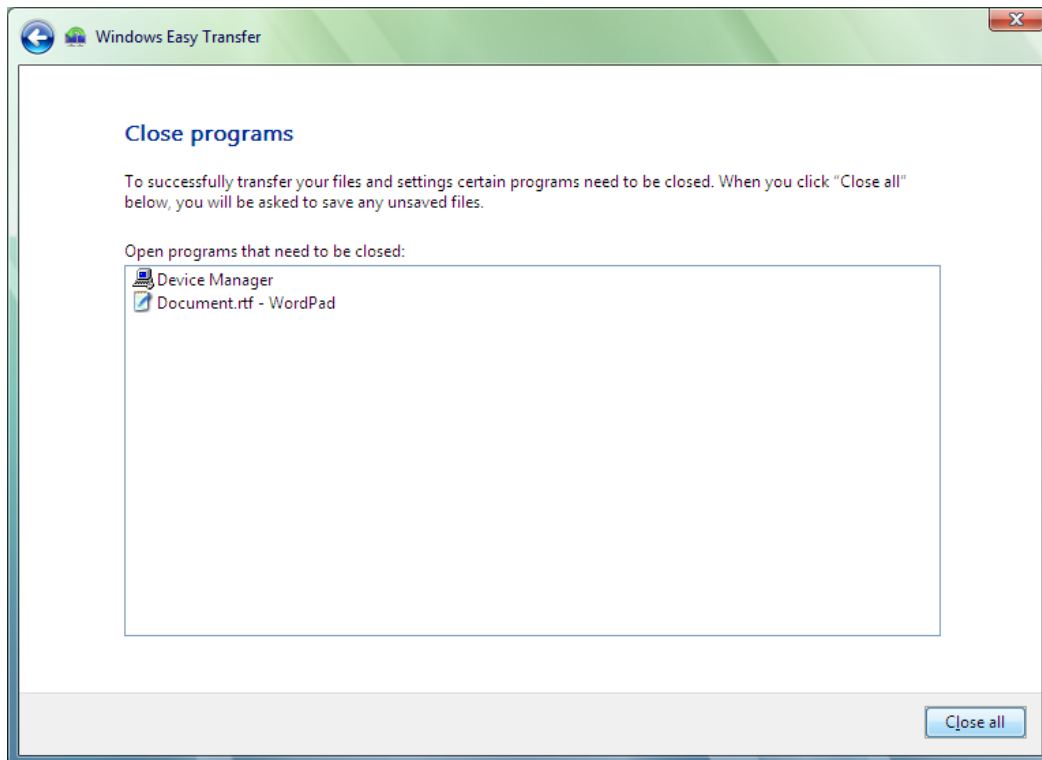 Windows Easy Transfer
Close programs
To successfully transfer your files and settings certain programs need to be closed. When you click “Close all”
below, you will be asked to save any unsaved files.
Open programs that need to be closed:
Device Manager
Document.rtf - WordPad
Close all